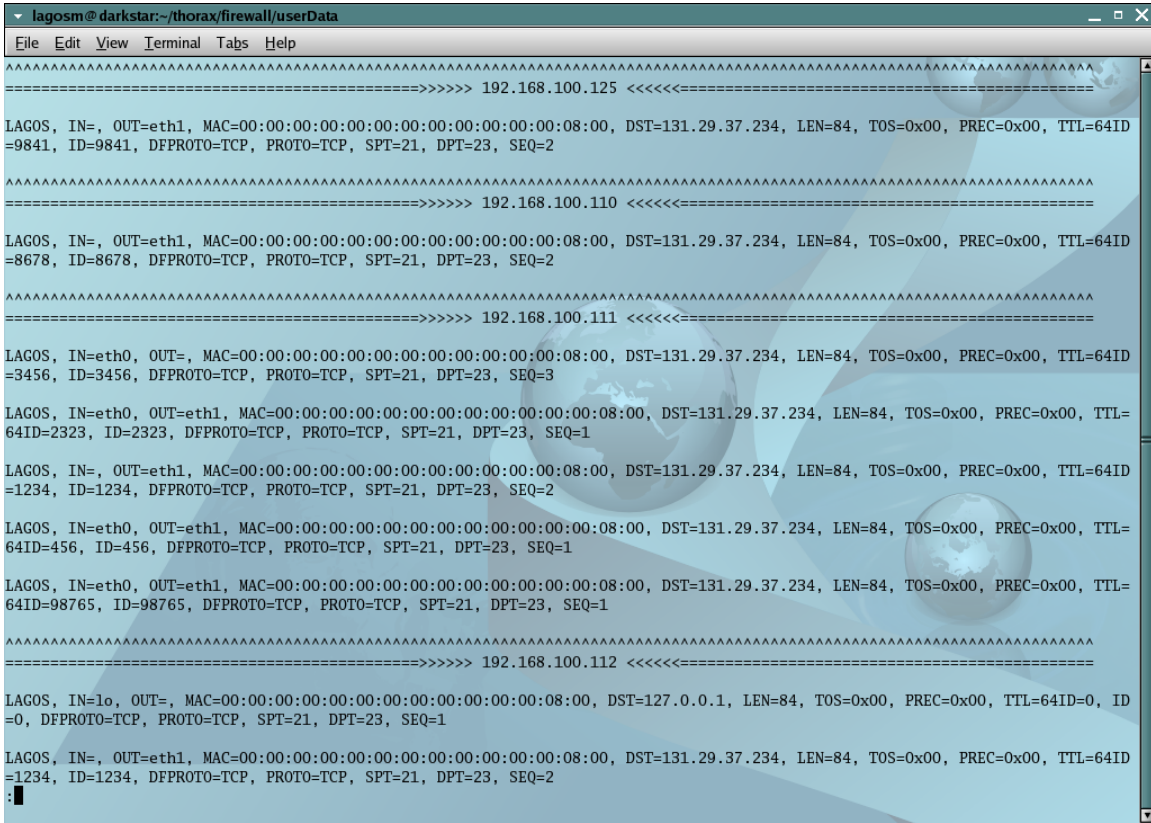 lagosm@darkstar:~/thorax/firewall/userData
File Edit View Terminal Tabs Help
^^^^^^^^^^^^^^^^^^^^^^^^^^^^^^^^^^^^^^^^^^^^^^^^^^^^^^^^^^^^^^^^^^^^^^^^^^^^^^^^^^^^^^^^^^^^^^^^^^^^^^^^^^^^^^^^^^^^^^^^^
==============================================>>>>>> 192.168.100.125 <<<<<<==============================================
LAGOS, IN=, OUT=eth1, MAC=00:00:00:00:00:00:00:00:00:00:00:00:08:00, DST=131.29.37.234, LEN=84, TOS=0x00, PREC=0x00, TTL=64ID
=9841, ID=9841, DFPROTO=TCP, PROTO=TCP, SPT=21, DPT=23, SEQ=2
^^^^^^^^^^^^^^^^^^^^^^^^^^^^^^^^^^^^^^^^^^^^^^^^^^^^^^^^^^^^^^^^^^^^^^^^^^^^^^^^^^^^^^^^^^^^^^^^^^^^^^^^^^^^^^^^^^^^^^^^^
==============================================>>>>>> 192.168.100.110 <<<<<<==============================================
LAGOS, IN=, OUT=eth1, MAC=00:00:00:00:00:00:00:00:00:00:00:00:08:00, DST=131.29.37.234, LEN=84, TOS=0x00, PREC=0x00, TTL=64ID
=8678, ID=8678, DFPROTO=TCP, PROTO=TCP, SPT=21, DPT=23, SEQ=2
^^^^^^^^^^^^^^^^^^^^^^^^^^^^^^^^^^^^^^^^^^^^^^^^^^^^^^^^^^^^^^^^^^^^^^^^^^^^^^^^^^^^^^^^^^^^^^^^^^^^^^^^^^^^^^^^^^^^^^^^^
==============================================>>>>>> 192.168.100.111 <<<<<<==============================================
LAGOS, IN=eth0, OUT=, MAC=00:00:00:00:00:00:00:00:00:00:00:00:08:00, DST=131.29.37.234, LEN=84, TOS=0x00, PREC=0x00, TTL=64ID
=3456, ID=3456, DFPROTO=TCP, PROTO=TCP, SPT=21, DPT=23, SEQ=3
LAGOS, IN=eth0, OUT=eth1, MAC=00:00:00:00:00:00:00:00:00:00:00:00:08:00, DST=131.29.37.234, LEN=84, TOS=0x00, PREC=0x00, TTL=
64ID=2323, ID=2323, DFPROTO=TCP, PROTO=TCP, SPT=21, DPT=23, SEQ=1
LAGOS, IN=, OUT=eth1, MAC=00:00:00:00:00:00:00:00:00:00:00:00:08:00, DST=131.29.37.234, LEN=84, TOS=0x00, PREC=0x00, TTL=64ID
=1234, ID=1234, DFPROTO=TCP, PROTO=TCP, SPT=21, DPT=23, SEQ=2
LAGOS, IN=eth0, OUT=eth1, MAC=00:00:00:00:00:00:00:00:00:00:00:00:08:00, DST=131.29.37.234, LEN=84, TOS=0x00, PREC=0x00, TTL=
64ID=456, ID=456, DFPROTO=TCP, PROTO=TCP, SPT=21, DPT=23, SEQ=1
LAGOS, IN=eth0, OUT=eth1, MAC=00:00:00:00:00:00:00:00:00:00:00:00:08:00, DST=131.29.37.234, LEN=84, TOS=0x00, PREC=0x00, TTL=
64ID=98765, ID=98765, DFPROTO=TCP, PROTO=TCP, SPT=21, DPT=23, SEQ=1
^^^^^^^^^^^^^^^^^^^^^^^^^^^^^^^^^^^^^^^^^^^^^^^^^^^^^^^^^^^^^^^^^^^^^^^^^^^^^^^^^^^^^^^^^^^^^^^^^^^^^^^^^^^^^^^^^^^^^^^^^
==============================================>>>>>> 192.168.100.112 <<<<<<==============================================
LAGOS, IN=lo, OUT=, MAC=00:00:00:00:00:00:00:00:00:00:00:00:08:00, DST=127.0.0.1, LEN=84, TOS=0x00, PREC=0x00, TTL=64ID=0, ID
=0, DFPROTO=TCP, PROTO=TCP, SPT=21, DPT=23, SEQ=1
LAGOS, IN=, OUT=eth1, MAC=00:00:00:00:00:00:00:00:00:00:00:00:08:00, DST=131.29.37.234, LEN=84, TOS=0x00, PREC=0x00, TTL=64ID
=1234, ID=1234, DFPROTO=TCP, PROTO=TCP, SPT=21, DPT=23, SEQ=2
: